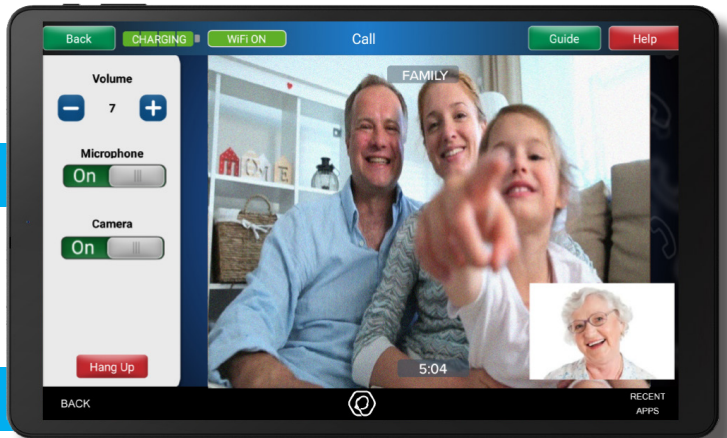 Back
CHARGING
WiFi ON
Call
Guide
Help
Volume
7
Microphone
On
Camera
On
Hang Up
FAMILY
HOME
5:04
BACK
RECENT
APPS